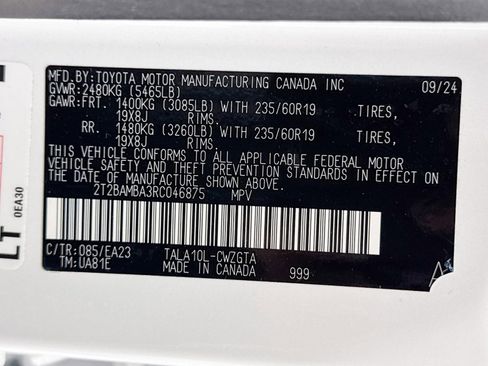 MFD.BY:TOYOTA MOTOR MANUFACTURING CANADA INC 09/24
GVWR:2480KG (5465LB)
GAWR:FRT. 1400KG (3085LB) WITH 235/60R19 TIRES,
19X8J RIMS.
RR. 1480KG (3260LB) WITH 235/60R19 TIRES,
19X8J RIMS.
THIS VEHICLE CONFORMS TO ALL APPLICABLE FEDERAL MOTOR
VEHICLE SAFETY AND THEFT PREVENTION STANDARDS IN EFFECT ON
THE DATE OF MANUFACTURE SHOWN ABOVE.
2T2BAMBA3RC046875 MPV
C/TR:085/EA23 TALA10L-CWZGTA
TM:UA81E MADE IN CANADA 999
LT
0EA30